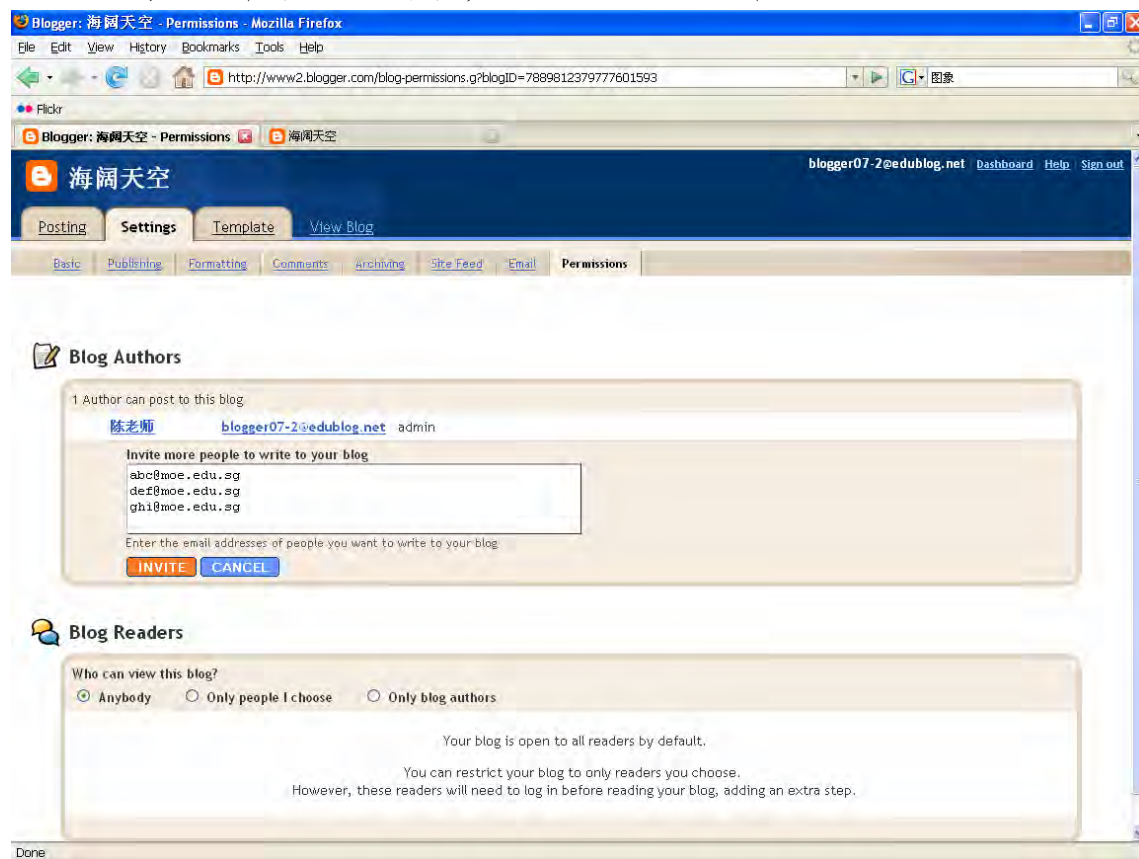 Blogger: 海阔天空 - Permissions - Mozilla Firefox
File Edit View History Bookmarks Tools Help
http://www2.blogger.com/blog-permissions.g?blogID=7889812379777601593 G 图象
Flickr
Blogger: 海阔天空 - Permissions 海阔天空
blogger07-2@edublog.net Dashboard Help Sign out
海阔天空
Posting Settings Template View Blog
Basic Publishing Formatting Comments Archiving Site Feed Email Permissions
Blog Authors
1 Author can post to this blog
陈老师 blogger07-2@edublog.net admin
Invite more people to write to your blog
abc@moe.edu.sg
def@moe.edu.sg
ghi@moe.edu.sg
Enter the email addresses of people you want to write to your blog
INVITE CANCEL
Blog Readers
Who can view this blog?
Anybody Only people I choose Only blog authors
Your blog is open to all readers by default.
You can restrict your blog to only readers you choose.
However, these readers will need to log in before reading your blog, adding an extra step.
Done